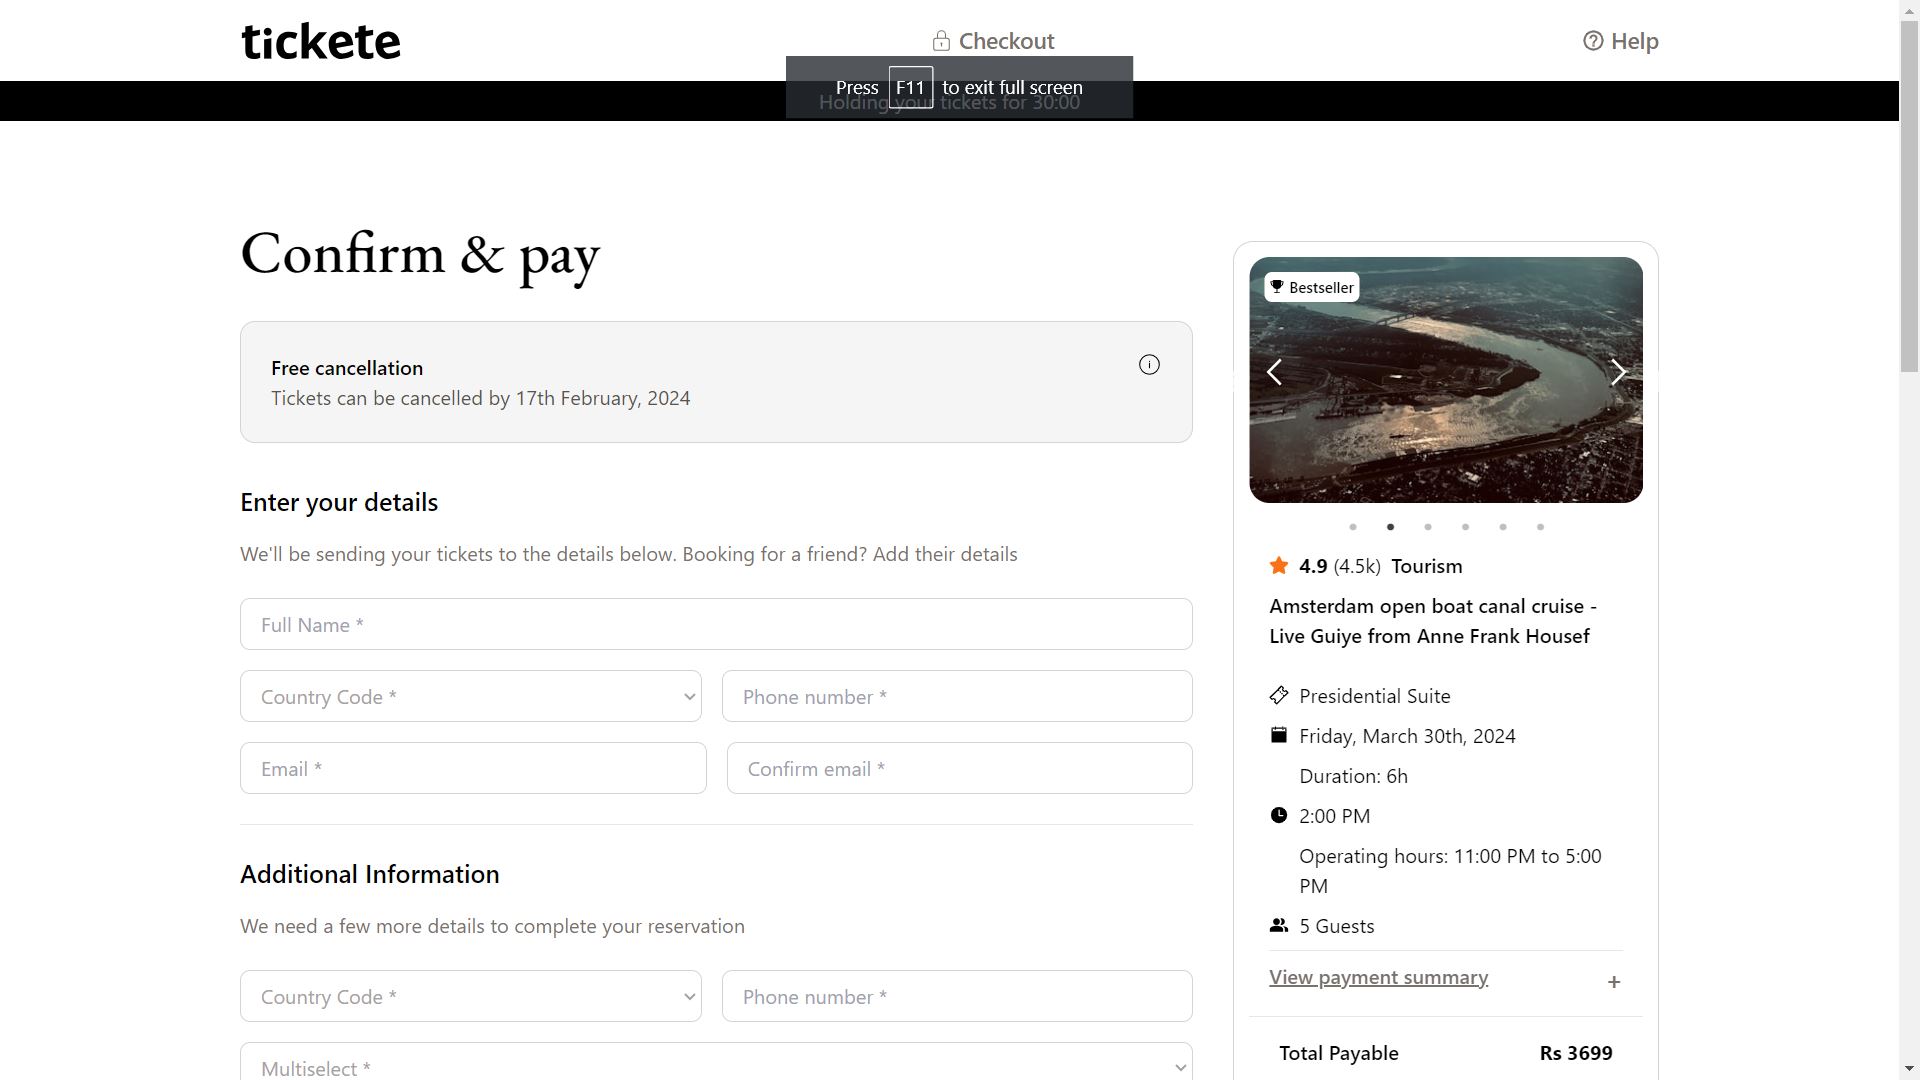 tickete
Checkout
Help
Press F11 to exit full screen
Holding your tickets for 30:00
Confirm & pay
Free cancellation
Tickets can be cancelled by 17th February, 2024
Enter your details
We'll be sending your tickets to the details below. Booking for a friend? Add their details
Full Name *
Country Code *
Phone number *
Email *
Confirm email *
Additional Information
We need a few more details to complete your reservation
Country Code *
Phone number *
Multiselect *
Bestseller
4.9 (4.5k) Tourism
Amsterdam open boat canal cruise -
Live Guiye from Anne Frank Housef
Presidential Suite
Friday, March 30th, 2024
Duration: 6h
2:00 PM
Operating hours: 11:00 PM to 5:00
PM
5 Guests
View payment summary +
Total Payable Rs 3699